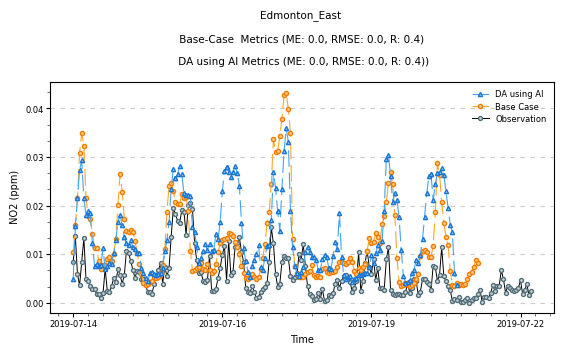 Edmonton_East
Base-Case  Metrics (ME: 0.0, RMSE: 0.0, R: 0.4)
DA using AI Metrics (ME: 0.0, RMSE: 0.0, R: 0.4))
DA using AI
Base Case
Observation
NO2 (ppm)
0.04
0.03
0.02
0.01
0.00
2019-07-14
2019-07-16
2019-07-19
2019-07-22
Time